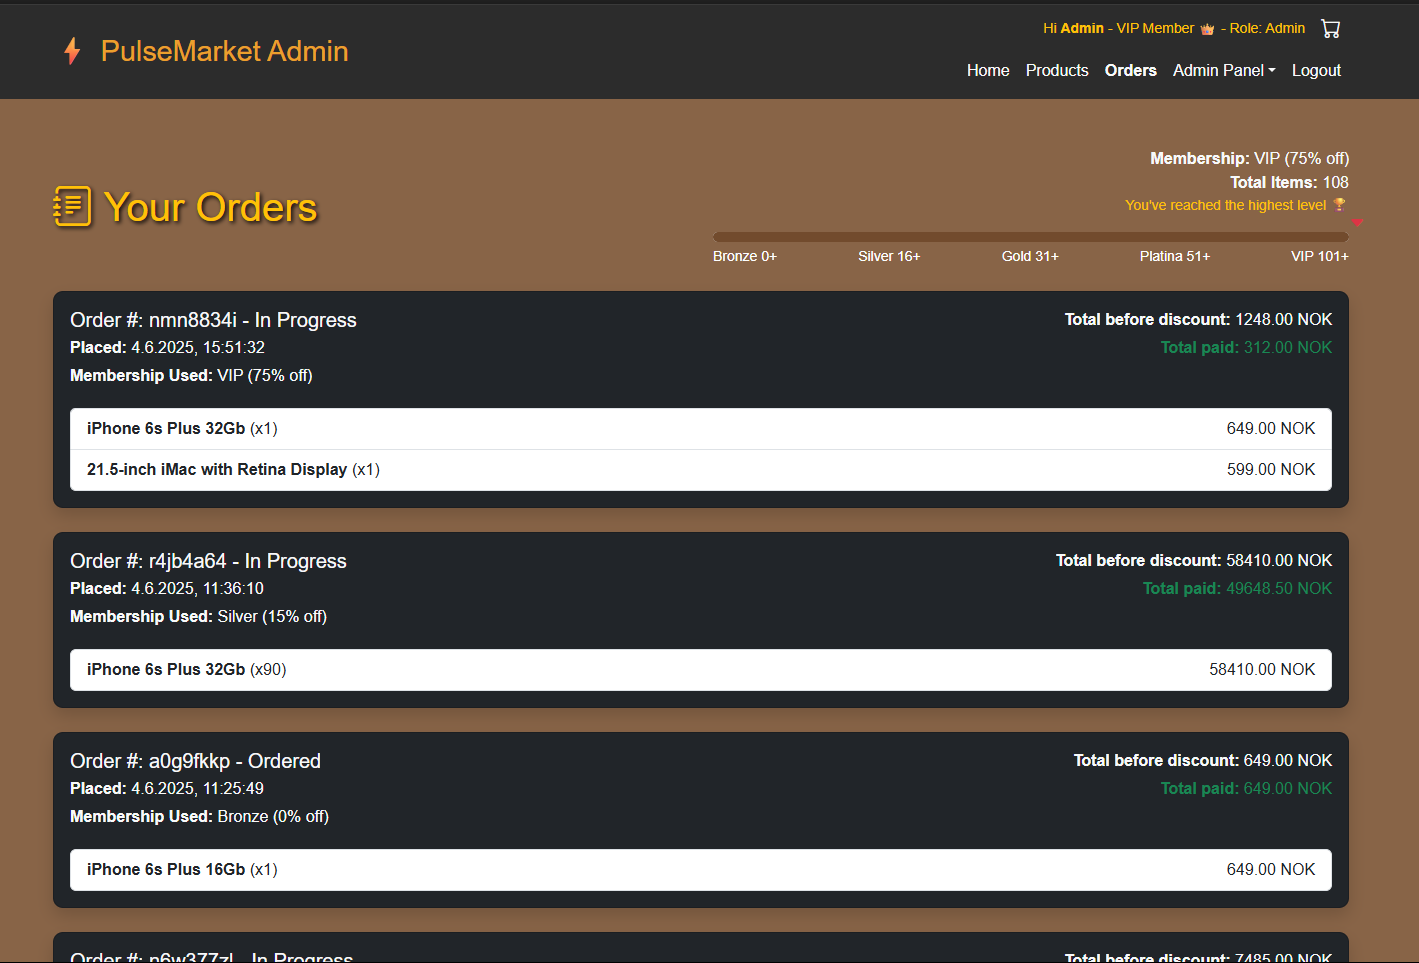 PulseMarket Admin
Hi Admin - VIP Member 👑 - Role: Admin
Home Products Orders Admin Panel Logout
Your Orders
Membership: VIP (75% off)
Total Items: 108
You've reached the highest level 🏆
Bronze 0+ Silver 16+ Gold 31+ Platina 51+ VIP 101+
Order #: nmn8834i - In Progress
Placed: 4.6.2025, 15:51:32
Membership Used: VIP (75% off)
Total before discount: 1248.00 NOK
Total paid: 312.00 NOK
iPhone 6s Plus 32Gb (x1) 649.00 NOK
21.5-inch iMac with Retina Display (x1) 599.00 NOK
Order #: r4jb4a64 - In Progress
Placed: 4.6.2025, 11:36:10
Membership Used: Silver (15% off)
Total before discount: 58410.00 NOK
Total paid: 49648.50 NOK
iPhone 6s Plus 32Gb (x90) 58410.00 NOK
Order #: a0g9fkkp - Ordered
Placed: 4.6.2025, 11:25:49
Membership Used: Bronze (0% off)
Total before discount: 649.00 NOK
Total paid: 649.00 NOK
iPhone 6s Plus 16Gb (x1) 649.00 NOK
Order #: n6w377zl - In Progress
Total before discount: 7485.00 NOK